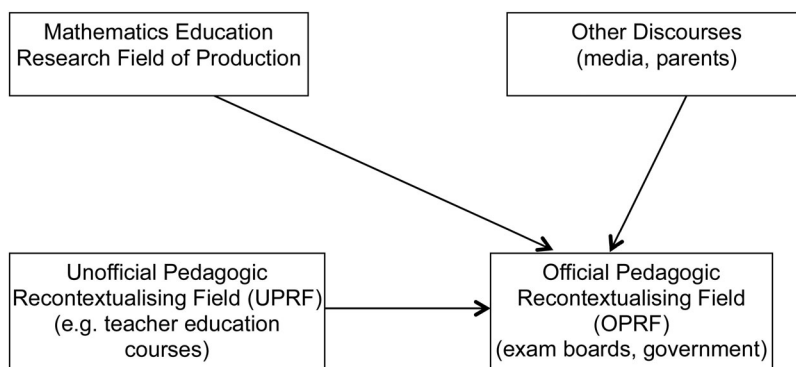 Mathematics Education
Research Field of Production
Other Discourses
(media, parents)
Unofficial Pedagogic
Recontextualising Field (UPRF)
(e.g. teacher education
courses)
Official Pedagogic
Recontextualising Field
(OPRF)
(exam boards, government)